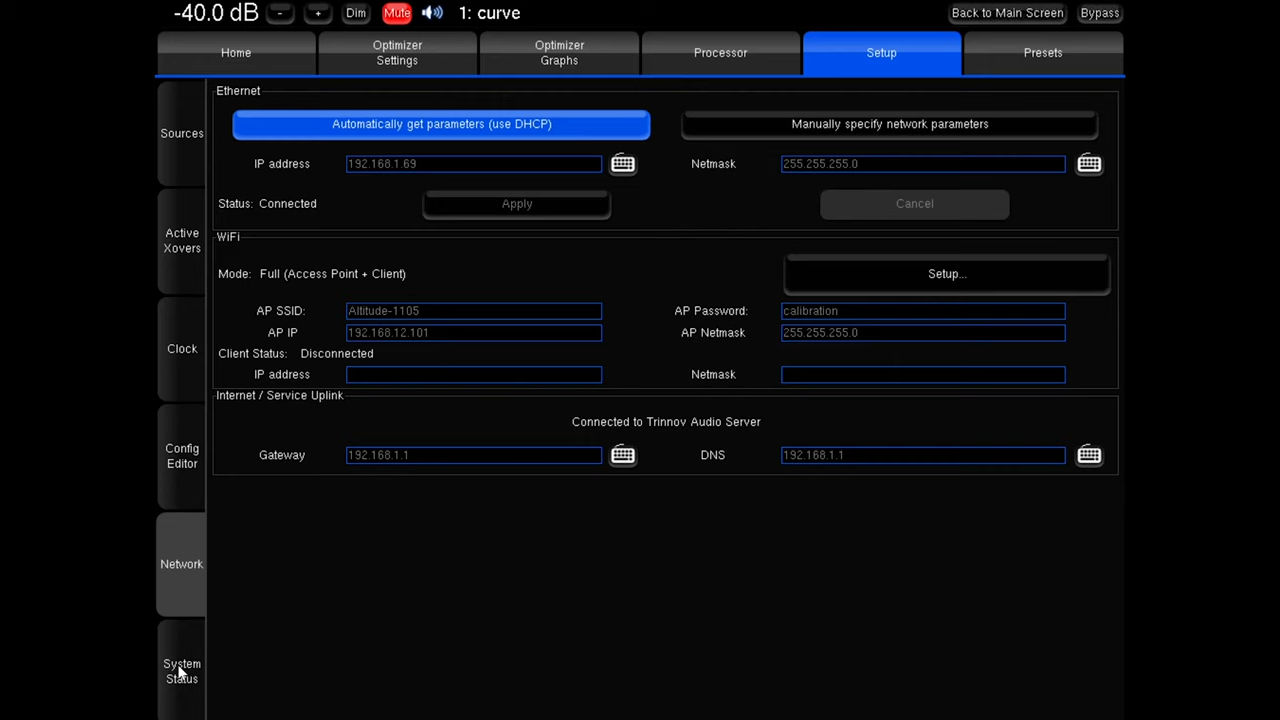 -40.0 dB - + Dim Mute 1: curve Back to Main Screen Bypass
Home Optimizer Settings Optimizer Graphs Processor Setup Presets
Sources
Active Xovers
Clock
Config Editor
Network
System Status
Ethernet
Automatically get parameters (use DHCP) Manually specify network parameters
IP address 192.168.1.69 Netmask 255.255.255.0
Status: Connected Apply Cancel
WiFi
Mode: Full (Access Point + Client) Setup...
AP SSID: Altitude-1105 AP Password: calibration
AP IP 192.168.12.101 AP Netmask 255.255.255.0
Client Status: Disconnected
IP address Netmask
Internet / Service Uplink
Connected to Trinnov Audio Server
Gateway 192.168.1.1 DNS 192.168.1.1